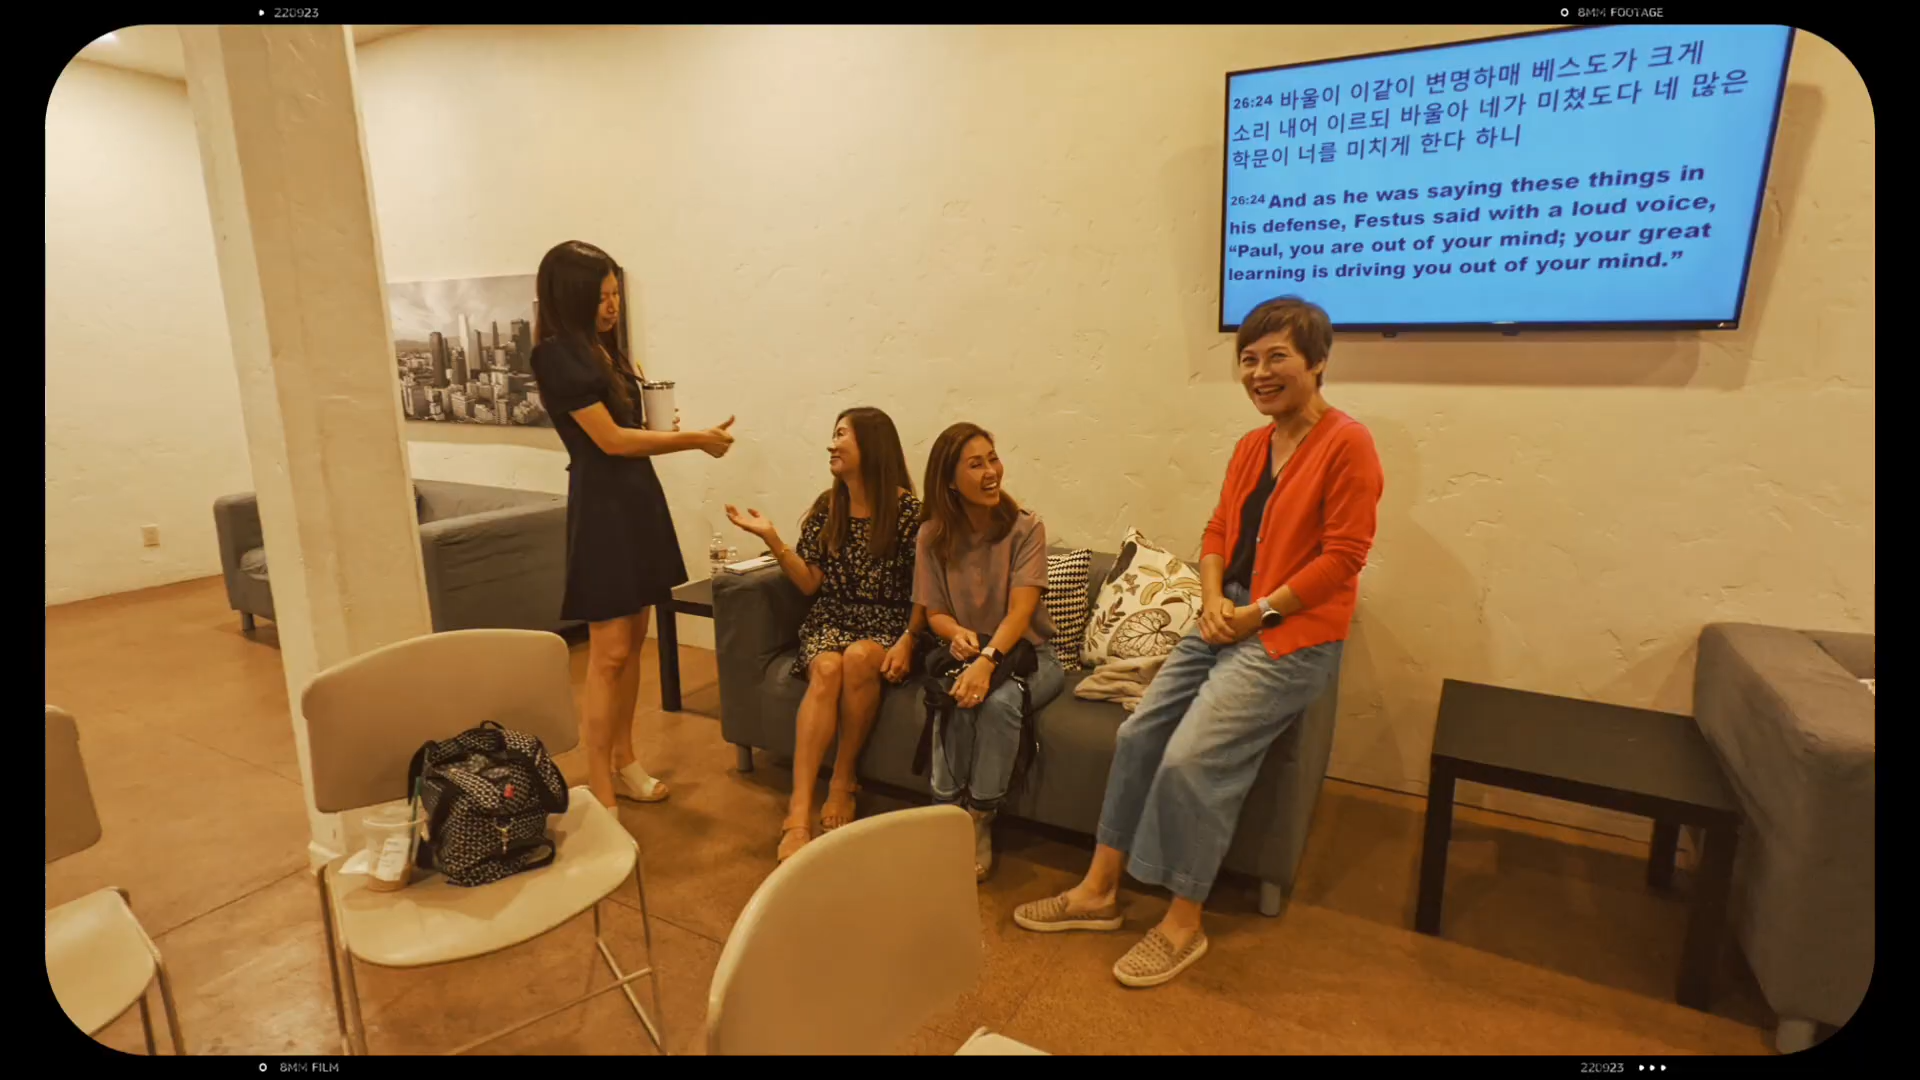 220923
8MM FOOTAGE
26:24 바울이 이같이 변명하매 베스도가 크게
소리 내어 이르되 바울아 네가 미쳤도다 네 많은
학문이 너를 미치게 한다 하니
26:24 And as he was saying these things in
his defense, Festus said with a loud voice,
“Paul, you are out of your mind; your great
learning is driving you out of your mind.”
8MM FILM
220923